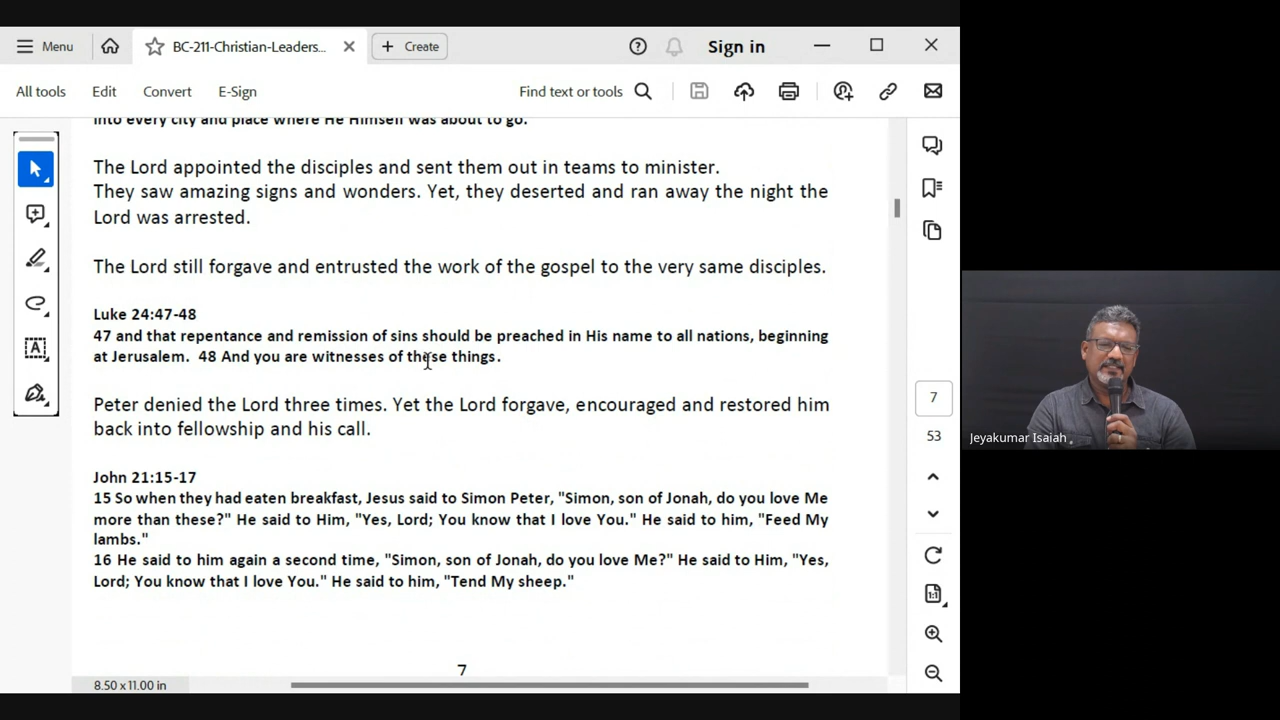 Menu
BC-211-Christian-Leaders...
Create
Sign in
All tools
Edit
Convert
E-Sign
Find text or tools
into every city and place where He Himself was about to go.
The Lord appointed the disciples and sent them out in teams to minister.
They saw amazing signs and wonders. Yet, they deserted and ran away the night the
Lord was arrested.
The Lord still forgave and entrusted the work of the gospel to the very same disciples.
Luke 24:47-48
47 and that repentance and remission of sins should be preached in His name to all nations, beginning
at Jerusalem. 48 And you are witnesses of these things.
Peter denied the Lord three times. Yet the Lord forgave, encouraged and restored him
back into fellowship and his call.
John 21:15-17
15 So when they had eaten breakfast, Jesus said to Simon Peter, "Simon, son of Jonah, do you love Me
more than these?" He said to Him, "Yes, Lord; You know that I love You." He said to him, "Feed My
lambs."
16 He said to him again a second time, "Simon, son of Jonah, do you love Me?" He said to Him, "Yes,
Lord; You know that I love You." He said to him, "Tend My sheep."
7
8.50 x 11.00 in
7
53
1:1
Jeyakumar Isaiah